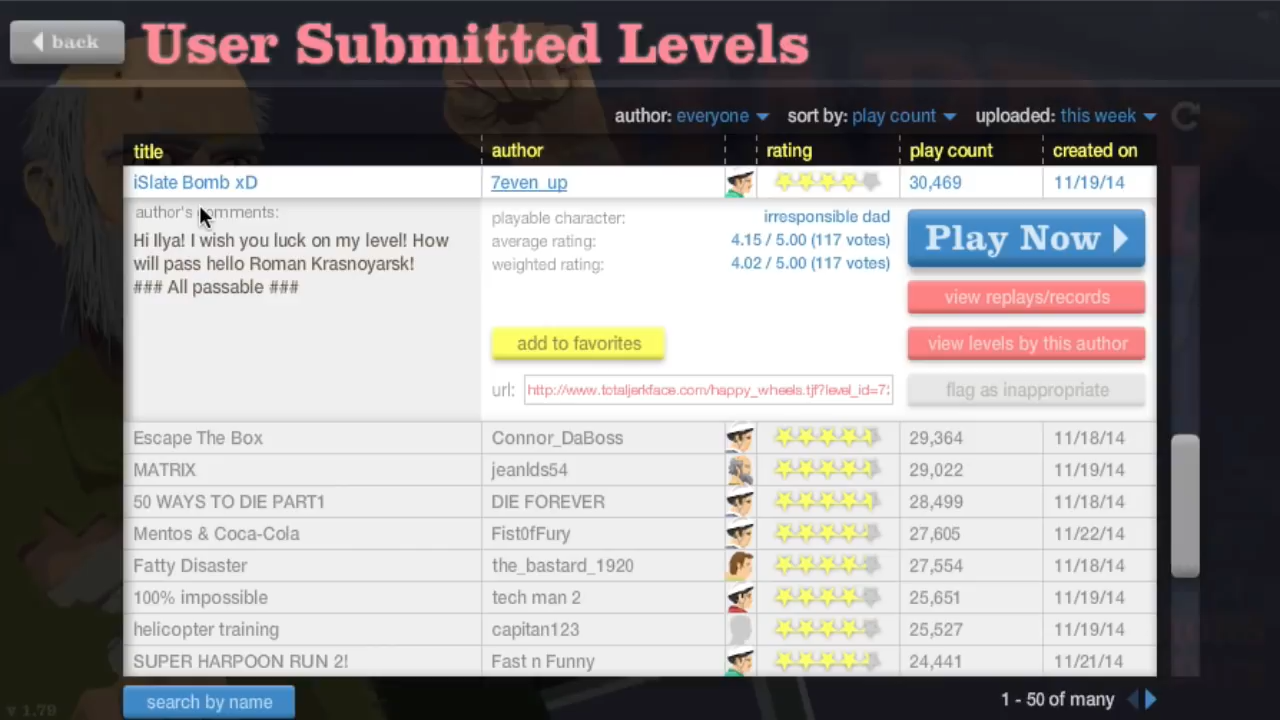 back
User Submitted Levels
author: everyone sort by: play count uploaded: this week
title author rating play count created on
iSlate Bomb xD 7even_up 30,469 11/19/14
author's comments:
Hi Ilya! I wish you luck on my level! How
will pass hello Roman Krasnoyarsk!
### All passable ###
playable character: irresponsible dad
average rating: 4.15 / 5.00 (117 votes)
weighted rating: 4.02 / 5.00 (117 votes)
add to favorites
url: http://www.totaljerkface.com/happy_wheels.tjf?level_id=7
Play Now
view replays/records
view levels by this author
flag as inappropriate
Escape The Box Connor_DaBoss 29,364 11/18/14
MATRIX jeanlds54 29,022 11/19/14
50 WAYS TO DIE PART1 DIE FOREVER 28,499 11/18/14
Mentos & Coca-Cola Fist0fFury 27,605 11/22/14
Fatty Disaster the_bastard_1920 27,554 11/18/14
100% impossible tech man 2 25,651 11/19/14
helicopter training capitan123 25,527 11/19/14
SUPER HARPOON RUN 2! Fast n Funny 24,441 11/21/14
search by name
1 - 50 of many
v 1.79